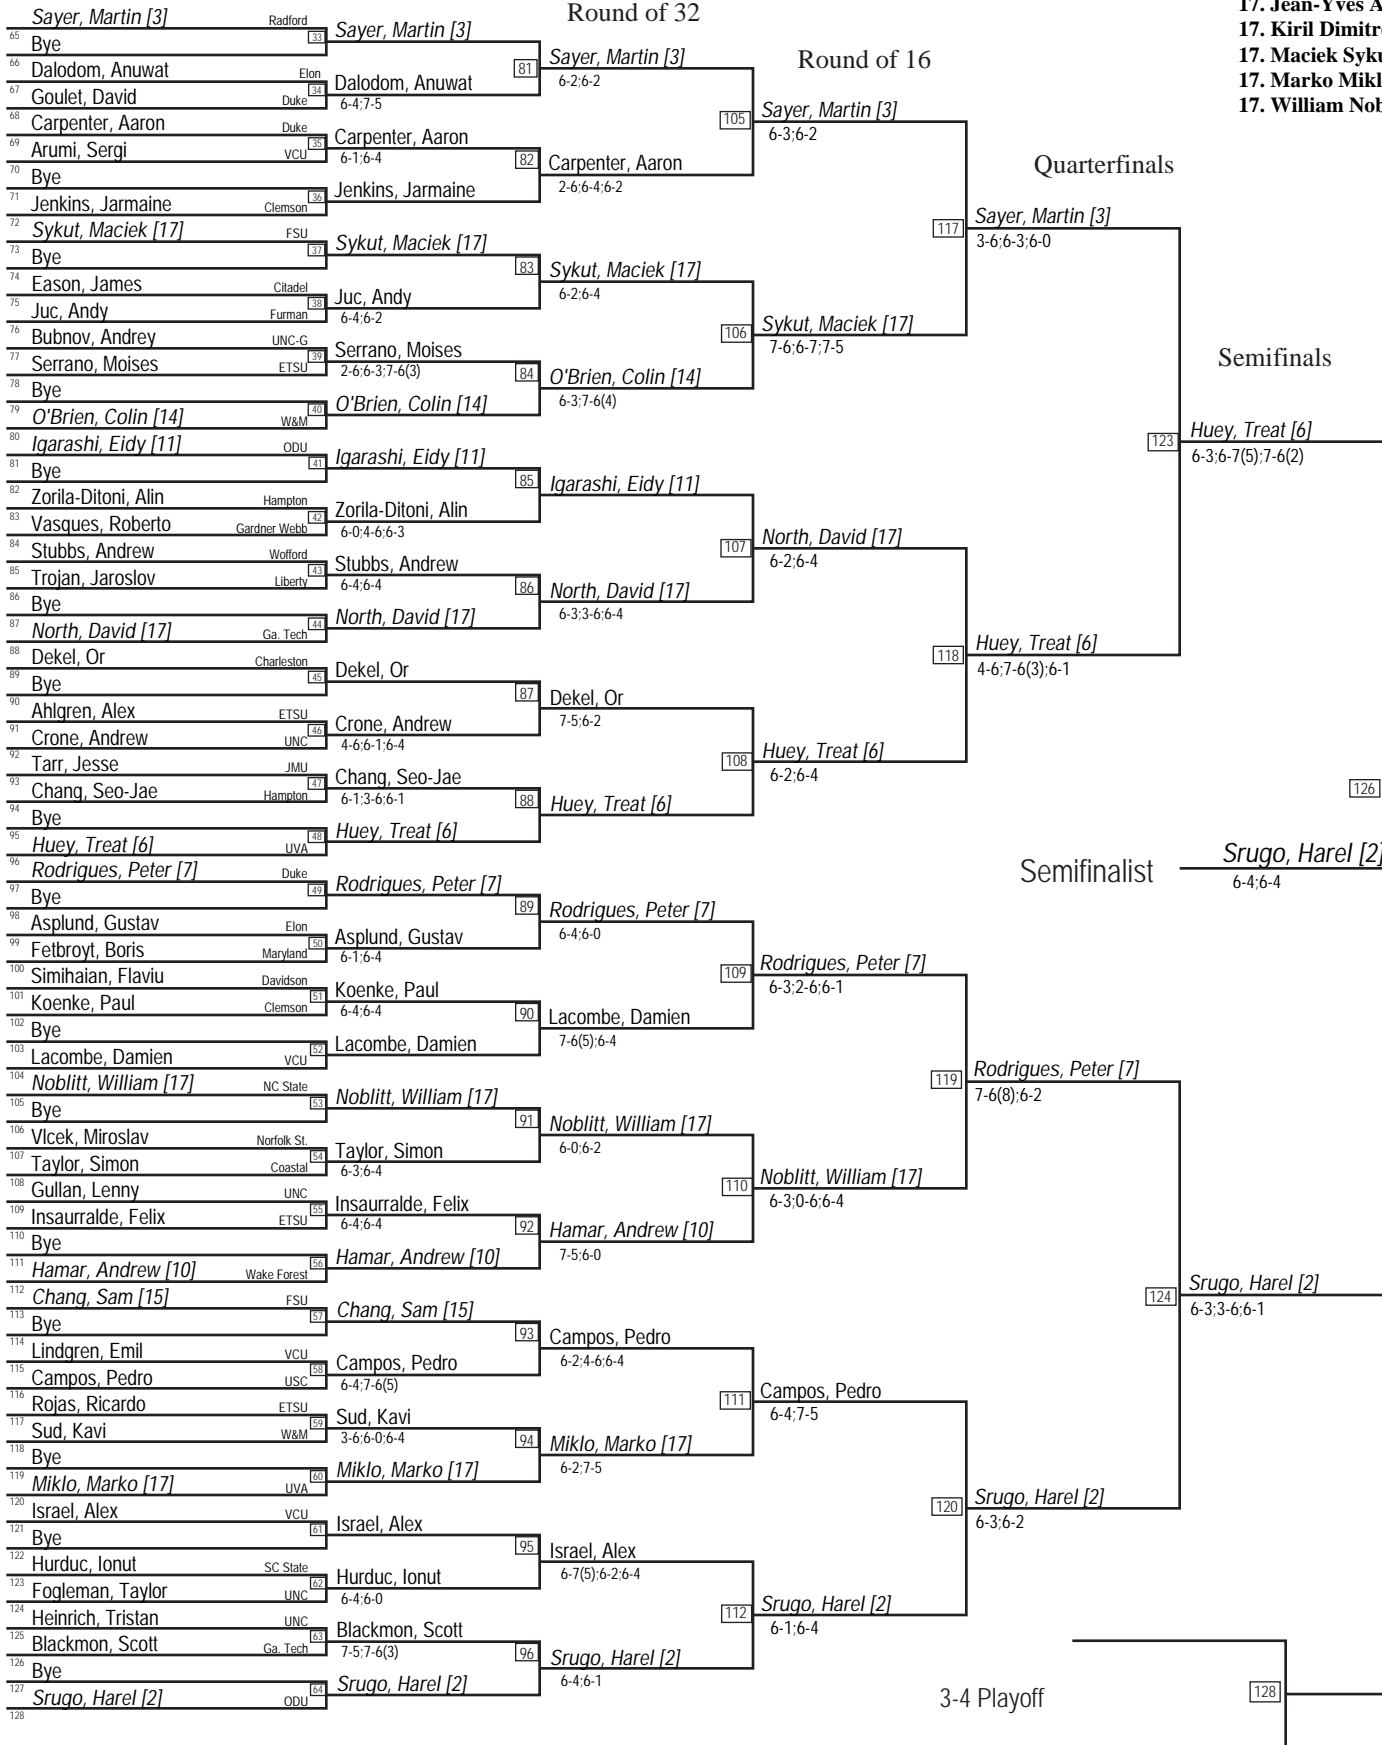 Round of 32
Round of 16
Quarterfinals
Semifinals
17. Jean-Yves A
17. Kiril Dimitr
17. Maciek Syku
17. Marko Mikl
17. William Nob
Sayer, Martin [3] Radford
65 Bye
66 Dalodom, Anuwat Elon
67 Goulet, David Duke
68 Carpenter, Aaron Duke
69 Arumi, Sergi VCU
70 Bye
71 Jenkins, Jarmaine Clemson
72 Sykut, Maciek [17] FSU
73 Bye
74 Eason, James Citadel
75 Juc, Andy Furman
76 Bubnov, Andrey UNC-G
77 Serrano, Moises ETSU
78 Bye
79 O'Brien, Colin [14] W&M
80 Igarashi, Eidy [11] ODU
81 Bye
82 Zorila-Ditoni, Alin Hampton
83 Vasques, Roberto Gardner Webb
84 Stubbs, Andrew Wofford
85 Trojan, Jaroslov Liberty
86 Bye
87 North, David [17] Ga. Tech
88 Dekel, Or Charleston
89 Bye
90 Ahlgren, Alex ETSU
91 Crone, Andrew UNC
92 Tarr, Jesse JMU
93 Chang, Seo-Jae Hampton
94 Bye
95 Huey, Treat [6] UVA
96 Rodrigues, Peter [7] Duke
97 Bye
98 Asplund, Gustav Elon
99 Fetbroyt, Boris Maryland
100 Simihaian, Flaviu Davidson
101 Koenke, Paul Clemson
102 Bye
103 Lacombe, Damien VCU
104 Noblitt, William [17] NC State
105 Bye
106 Vlcek, Miroslav Norfolk St.
107 Taylor, Simon Coastal
108 Gullan, Lenny UNC
109 Insaurralde, Felix ETSU
110 Bye
111 Hamar, Andrew [10] Wake Forest
112 Chang, Sam [15] FSU
113 Bye
114 Lindgren, Emil VCU
115 Campos, Pedro USC
116 Rojas, Ricardo ETSU
117 Sud, Kavi W&M
118 Bye
119 Miklo, Marko [17] UVA
120 Israel, Alex VCU
121 Bye
122 Hurduc, Ionut SC State
123 Fogleman, Taylor UNC
124 Heinrich, Tristan UNC
125 Blackmon, Scott Ga. Tech
126 Bye
127 Srugo, Harel [2] ODU
128
33 Sayer, Martin [3]
34 Dalodom, Anuwat
6-4;7-5
35 Carpenter, Aaron
6-1;6-4
36 Jenkins, Jarmaine
37 Sykut, Maciek [17]
38 Juc, Andy
6-4;6-2
39 Serrano, Moises
2-6;6-3;7-6(3)
40 O'Brien, Colin [14]
41 Igarashi, Eidy [11]
42 Zorila-Ditoni, Alin
6-0;4-6;6-3
43 Stubbs, Andrew
6-4;6-4
44 North, David [17]
45 Dekel, Or
46 Crone, Andrew
4-6;6-1;6-4
47 Chang, Seo-Jae
6-1;3-6;6-1
48 Huey, Treat [6]
49 Rodrigues, Peter [7]
50 Asplund, Gustav
6-1;6-4
51 Koenke, Paul
6-4;6-4
52 Lacombe, Damien
53 Noblitt, William [17]
54 Taylor, Simon
6-3;6-4
55 Insaurralde, Felix
6-4;6-4
56 Hamar, Andrew [10]
57 Chang, Sam [15]
58 Campos, Pedro
6-4;7-6(5)
59 Sud, Kavi
3-6;6-0;6-4
60 Miklo, Marko [17]
61 Israel, Alex
62 Hurduc, Ionut
6-4;6-0
63 Blackmon, Scott
7-5;7-6(3)
64 Srugo, Harel [2]
81 Sayer, Martin [3]
6-2;6-2
82 Carpenter, Aaron
2-6;6-4;6-2
83 Sykut, Maciek [17]
6-2;6-4
84 O'Brien, Colin [14]
6-3;7-6(4)
85 Igarashi, Eidy [11]
86 North, David [17]
6-3;3-6;6-4
87 Dekel, Or
7-5;6-2
88 Huey, Treat [6]
89 Rodrigues, Peter [7]
6-4;6-0
90 Lacombe, Damien
7-6(5);6-4
91 Noblitt, William [17]
6-0;6-2
92 Hamar, Andrew [10]
7-5;6-0
93 Campos, Pedro
6-2;4-6;6-4
94 Miklo, Marko [17]
6-2;7-5
95 Israel, Alex
6-7(5);6-2;6-4
96 Srugo, Harel [2]
6-4;6-1
105 Sayer, Martin [3]
6-3;6-2
106 Sykut, Maciek [17]
7-6;6-7;7-5
107 North, David [17]
6-2;6-4
108 Huey, Treat [6]
6-2;6-4
109 Rodrigues, Peter [7]
6-3;2-6;6-1
110 Noblitt, William [17]
6-3;0-6;6-4
111 Campos, Pedro
6-4;7-5
112 Srugo, Harel [2]
6-1;6-4
117 Sayer, Martin [3]
3-6;6-3;6-0
118 Huey, Treat [6]
4-6;7-6(3);6-1
119 Rodrigues, Peter [7]
7-6(8);6-2
120 Srugo, Harel [2]
6-3;6-2
123 Huey, Treat [6]
6-3;6-7(5);7-6(2)
124 Srugo, Harel [2]
6-3;3-6;6-1
126
Semifinalist Srugo, Harel [2]
6-4;6-4
3-4 Playoff 128